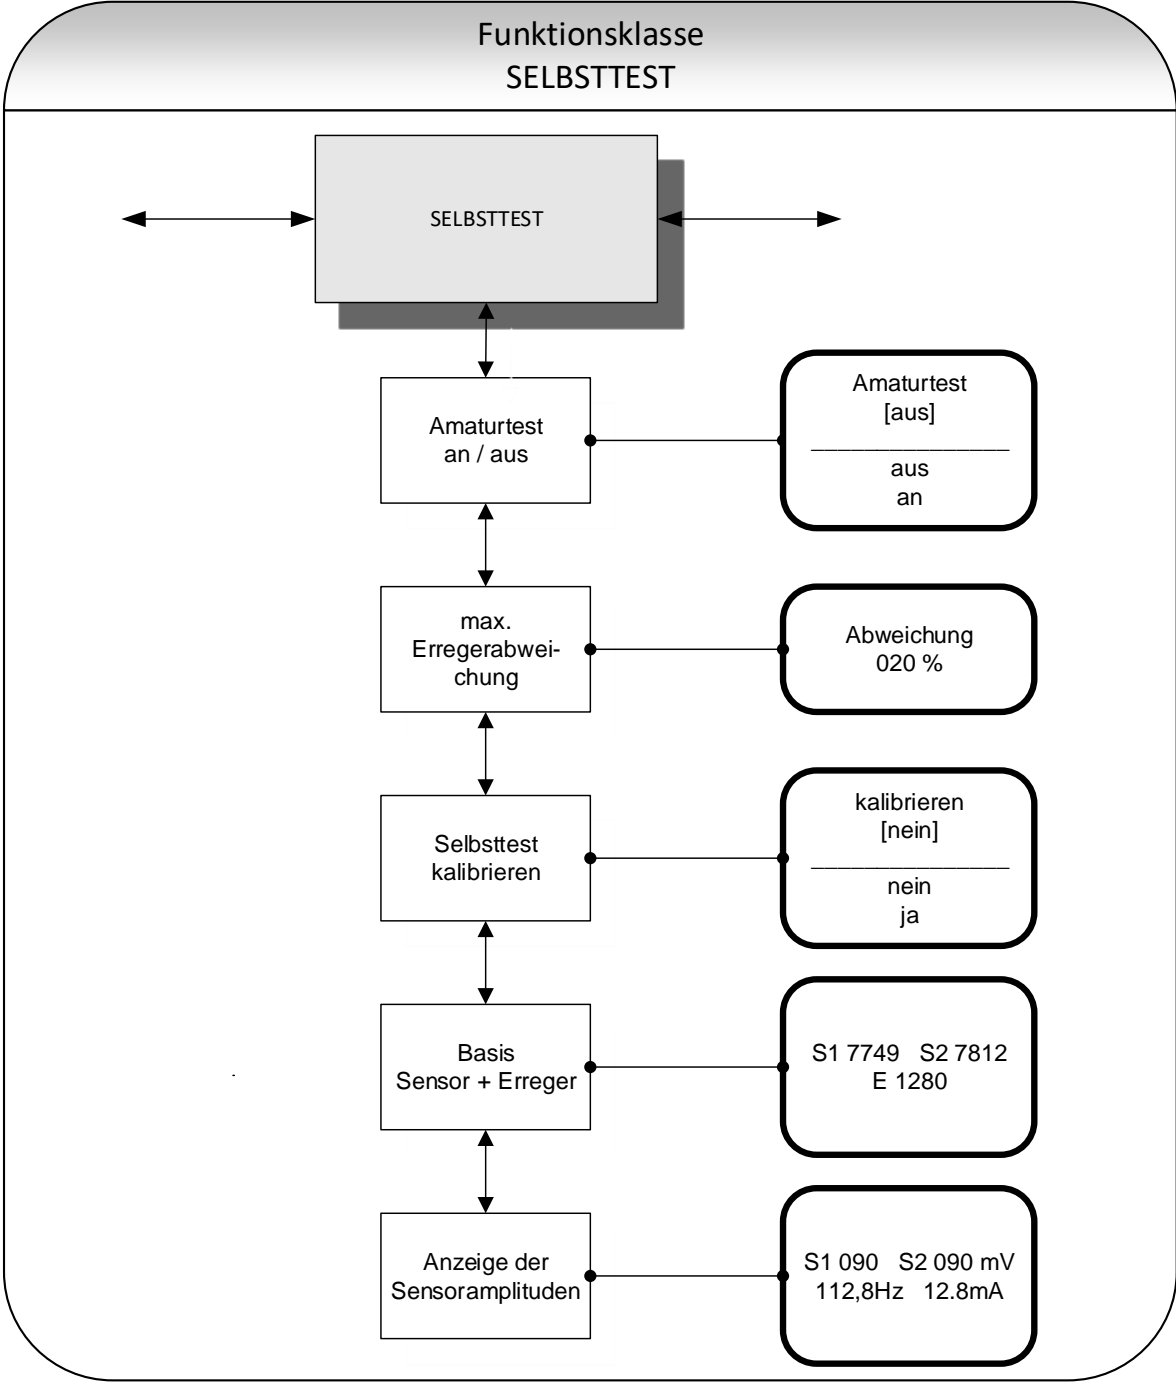 Funktionsklasse
SELBSTTEST
SELBSTTEST
Amaturtest
an / aus
Amaturtest
[aus]
_______________
aus
an
max.
Erregerabwei-
chung
Abweichung
020 %
Selbsttest
kalibrieren
kalibrieren
[nein]
_______________
nein
ja
Basis
Sensor + Erreger
S1 7749 S2 7812
E 1280
Anzeige der
Sensoramplituden
S1 090 S2 090 mV
112,8Hz 12.8mA